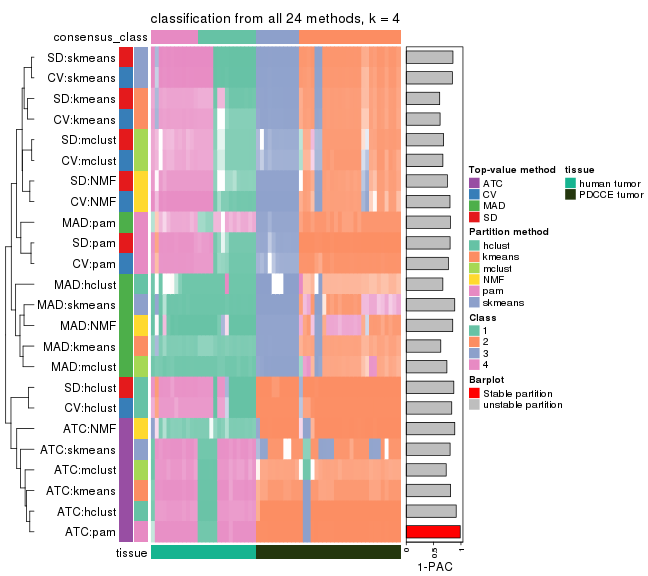 classification from all 24 methods, k = 4
consensus_class
SD:skmeans
CV:skmeans
SD:kmeans
CV:kmeans
SD:mclust
CV:mclust
SD:NMF
CV:NMF
MAD:pam
SD:pam
CV:pam
MAD:hclust
MAD:skmeans
MAD:NMF
MAD:kmeans
MAD:mclust
SD:hclust
CV:hclust
ATC:NMF
ATC:skmeans
ATC:mclust
ATC:kmeans
ATC:hclust
ATC:pam
tissue
0
0.5
1
1-PAC
Top-value method
ATC
CV
MAD
SD
Partition method
hclust
kmeans
mclust
NMF
pam
skmeans
Class
1
2
3
4
Barplot
Stable partition
unstable partition
tissue
human tumor
PDCCE tumor